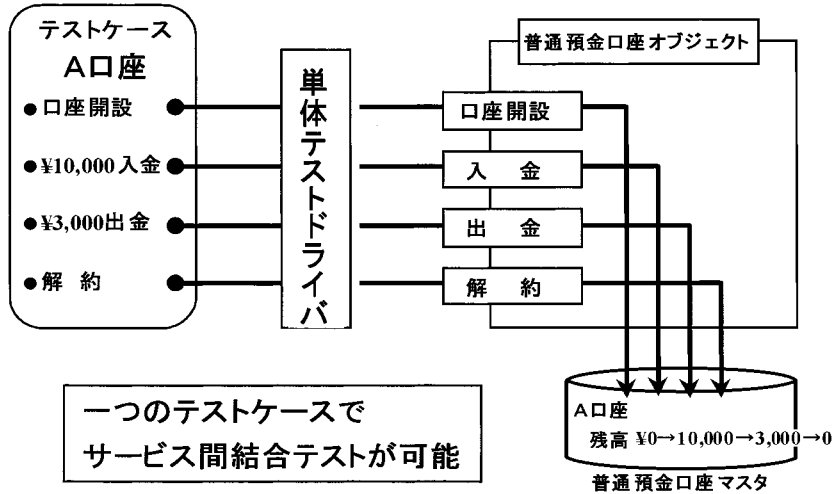 テストケース
A口座
●口座開設
●¥10,000入金
●¥3,000出金
●解 約
単体テストドライバ
普通預金口座オブジェクト
口座開設
入 金
出 金
解 約
A口座
残高 ¥0→10,000→3,000→0
普通預金口座マスタ
一つのテストケースで
サービス間結合テストが可能